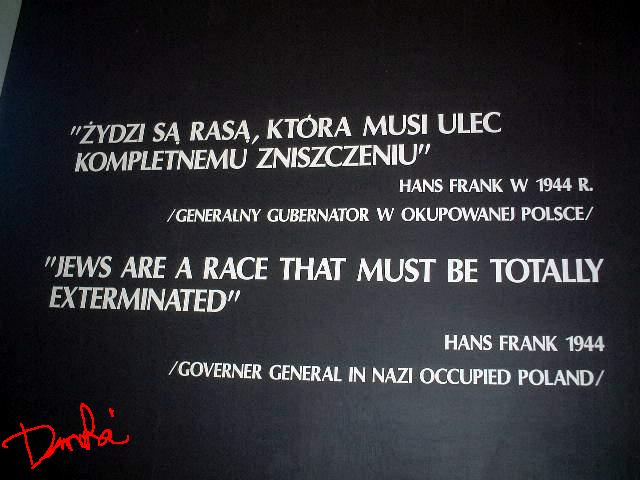 "ŻYDZI SĄ RASĄ, KTÓRA MUSI ULEC
KOMPLETNEMU ZNISZCZENIU"
HANS FRANK W 1944 R.
/GENERALNY GUBERNATOR W OKUPOWANEJ POLSCE/
"JEWS ARE A RACE THAT MUST BE TOTALLY
EXTERMINATED"
HANS FRANK 1944
/GOVERNER GENERAL IN NAZI OCCUPIED POLAND/